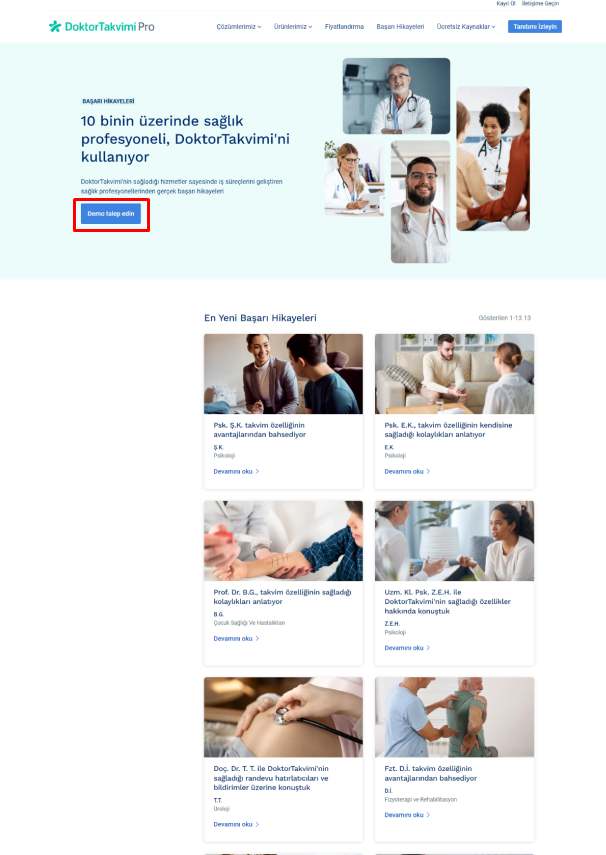 Kayıt Ol İletişime Geçin
DoktorTakvimi Pro
Çözümlerimiz Ürünlerimiz Fiyatlandırma Başarı Hikayeleri Ücretsiz Kaynaklar Tanıtımı İzleyin
BAŞARI HİKAYELERİ
10 binin üzerinde sağlık
profesyoneli, DoktorTakvimi'ni
kullanıyor
DoktorTakvimi'nin sağladığı hizmetler sayesinde iş süreçlerini geliştiren
sağlık profesyonellerinden gerçek başarı hikayeleri
Demo talep edin
En Yeni Başarı Hikayeleri
Gösterilen 1-13 13
Psk. Ş.K. takvim özelliğinin
avantajlarından bahsediyor
Ş.K.
Psikoloji
Devamını oku
Psk. E.K., takvim özelliğinin kendisine
sağladığı kolaylıkları anlatıyor
E.K.
Psikoloji
Devamını oku
Prof. Dr. B.G., takvim özelliğinin sağladığı
kolaylıkları anlatıyor
B.G.
Çocuk Sağlığı Ve Hastalıkları
Devamını oku
Uzm. Kl. Psk. Z.E.H. ile
DoktorTakvimi'nin sağladığı özellikler
hakkında konuştuk
Z.E.H.
Psikoloji
Devamını oku
Doç. Dr. T. T. ile DoktorTakvimi'nin
sağladığı randevu hatırlatıcıları ve
bildirimler üzerine konuştuk
T.T.
Üroloji
Devamını oku
Fzt. D.İ. takvim özelliğinin
avantajlarından bahsediyor
D.İ.
Fizyoterapi ve Rehabilitasyon
Devamını oku